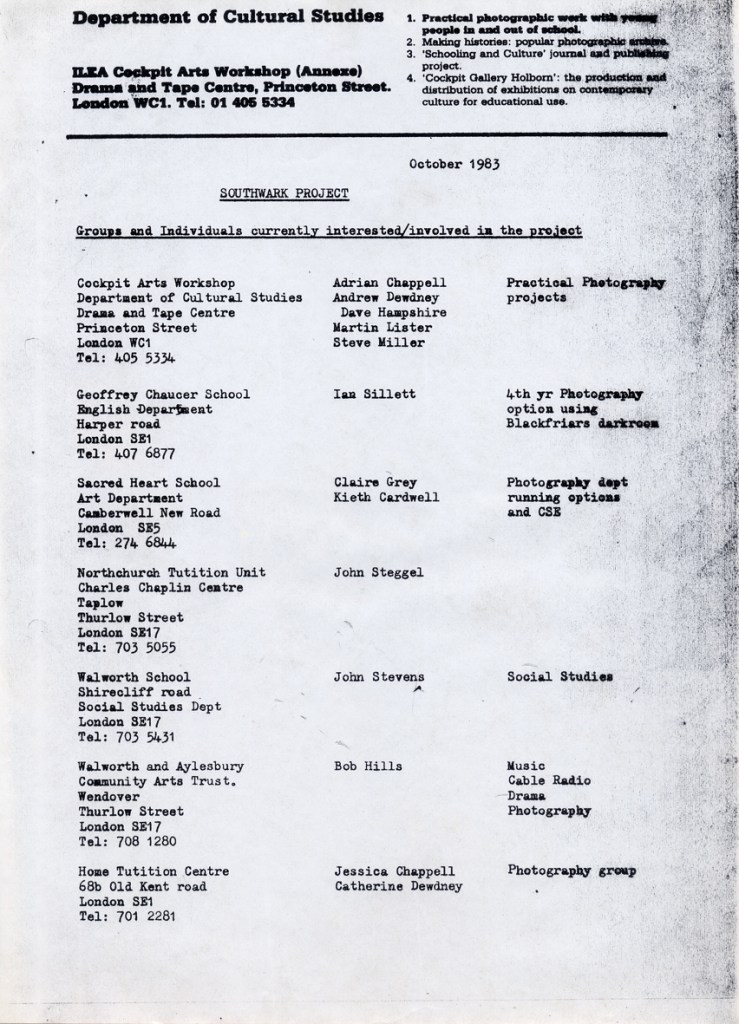 Department of Cultural Studies
ILEA Cockpit Arts Workshop (Annexe)
Drama and Tape Centre, Princeton Street.
London WC1. Tel: 01 405 5334
1. Practical photographic work with young
people in and out of school.
2. Making histories: popular photographic archive.
3. 'Schooling and Culture' journal and publishing
project.
4. 'Cockpit Gallery Holborn': the production and
distribution of exhibitions on contemporary
culture for educational use.
October 1983
SOUTHWARK PROJECT
Groups and Individuals currently interested/involved in the project
Cockpit Arts Workshop Adrian Chappell Practical Photography
Department of Cultural Studies Andrew Dewdney projects
Drama and Tape Centre Dave Hampshire
Princeton Street Martin Lister
London WC1 Steve Miller
Tel: 405 5334
Geoffrey Chaucer School Ian Sillett 4th yr Photography
English Department option using
Harper road Blackfriars darkroom
London SE1
Tel: 407 6877
Sacred Heart School Claire Grey Photography dept
Art Department Kieth Cardwell running options
Camberwell New Road and CSE
London SE5
Tel: 274 6844
Northchurch Tutition Unit John Steggel
Charles Chaplin Centre
Taplow
Thurlow Street
London SE17
Tel: 703 5055
Walworth School John Stevens Social Studies
Shirecliff road
Social Studies Dept
London SE17
Tel: 703 5431
Walworth and Aylesbury Bob Hills Music
Community Arts Trust. Cable Radio
Wendover Drama
Thurlow Street Photography
London SE17
Tel: 708 1280
Home Tutition Centre Jessica Chappell Photography group
68b Old Kent road Catherine Dewdney
London SE1
Tel: 701 2281